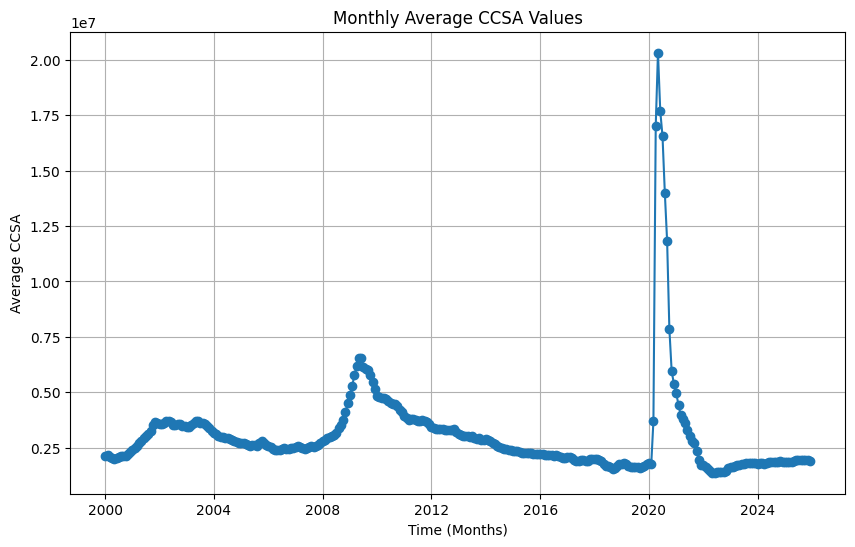 Monthly Average CCSA Values
1e7
2.00
1.75
1.50
1.25
1.00
0.75
0.50
0.25
Average CCSA
2000 2004 2008 2012 2016 2020 2024
Time (Months)